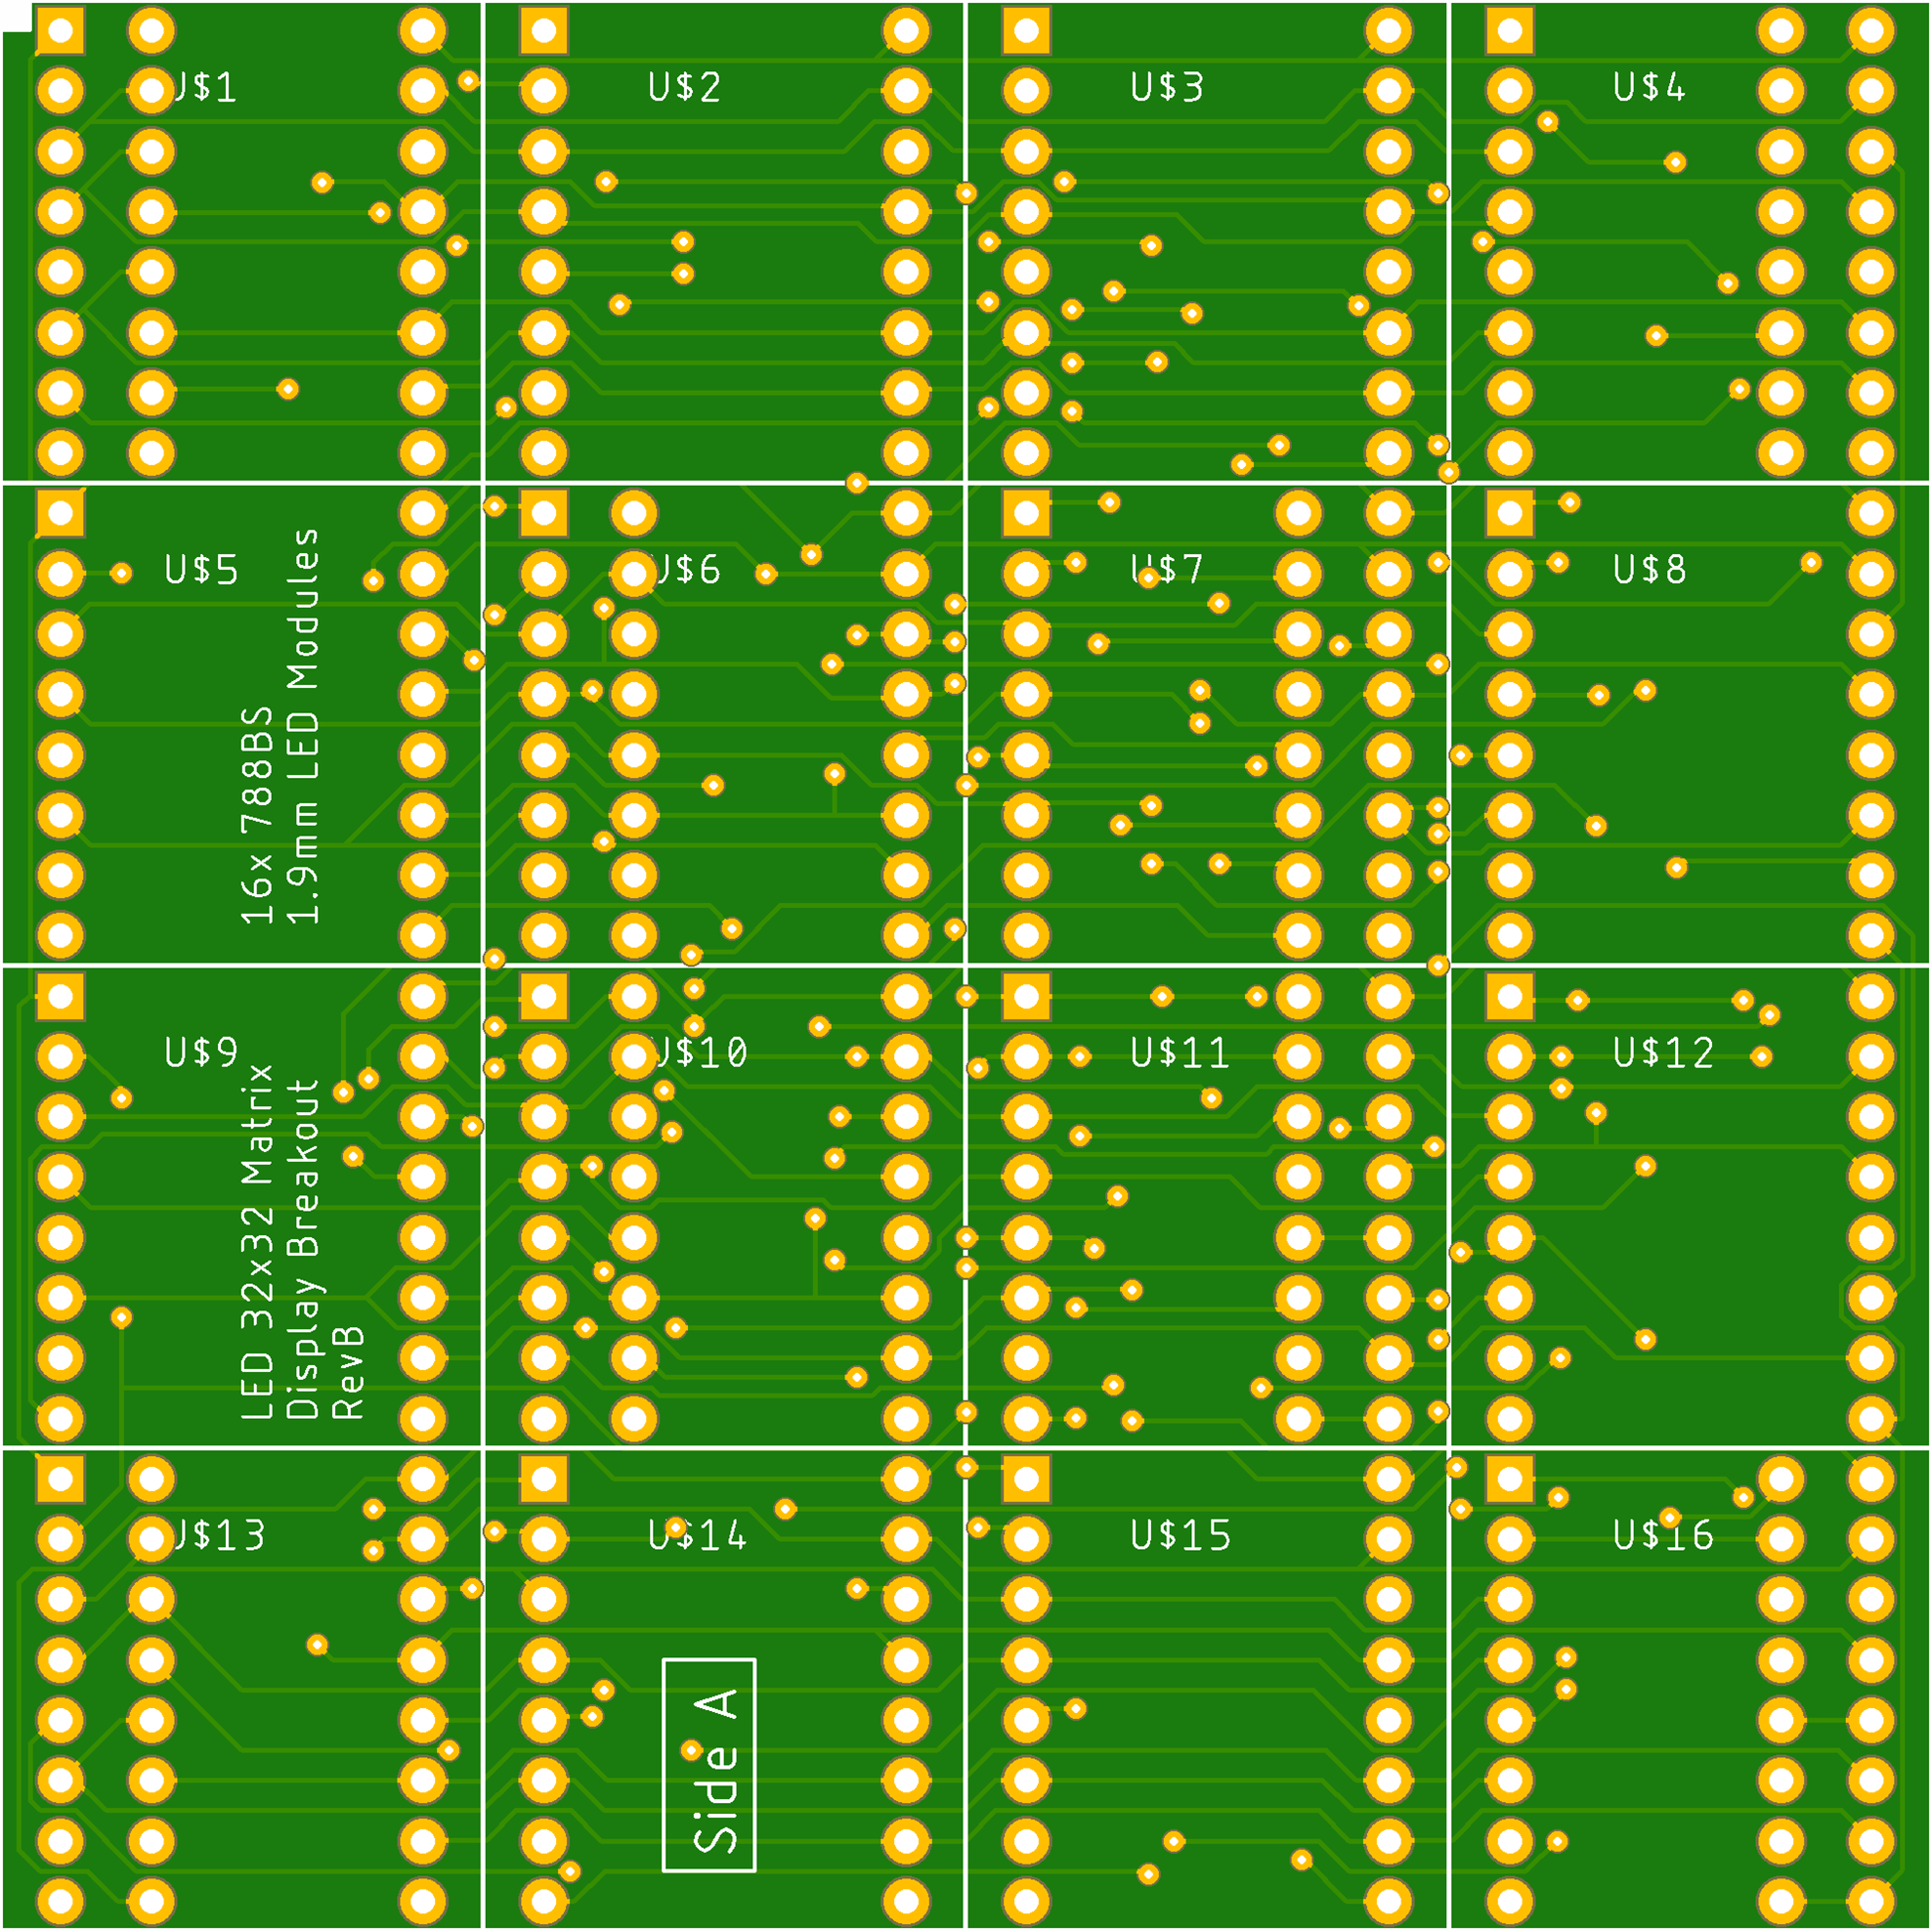 U$1
U$2
U$3
U$4
U$5
U$6
U$7
U$8
16x 788BS
1.9mm LED Modules
U$9
U$10
U$11
U$12
LED 32x32 Matrix
Display Breakout
RevB
U$13
U$14
U$15
U$16
Side A